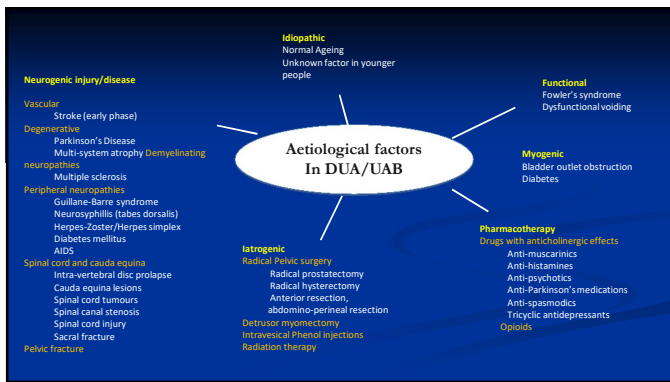 Idiopathic
Normal Ageing
Unknown factor in younger
people
Neurogenic injury/disease
Vascular
Stroke (early phase)
Degenerative
Parkinson's Disease
Multi-system atrophy Demyelinating
neuropathies
Multiple sclerosis
Peripheral neuropathies
Guillane-Barre syndrome
Neurosyphillis (tabes dorsalis)
Herpes-Zoster/Herpes simplex
Diabetes mellitus
AIDS
Spinal cord and cauda equina
Intra-vertebral disc prolapse
Cauda equina lesions
Spinal cord tumours
Spinal canal stenosis
Spinal cord injury
Sacral fracture
Pelvic fracture
Aetiological factors
In DUA/UAB
Functional
Fowler's syndrome
Dysfunctional voiding
Myogenic
Bladder outlet obstruction
Diabetes
Iatrogenic
Radical Pelvic surgery
Radical prostatectomy
Radical hysterectomy
Anterior resection,
abdomino-perineal resection
Detrusor myomectomy
Intravesical Phenol injections
Radiation therapy
Pharmacotherapy
Drugs with anticholinergic effects
Anti-muscarinics
Anti-histamines
Anti-psychotics
Anti-Parkinson's medications
Anti-spasmodics
Tricyclic antidepressants
Opioids